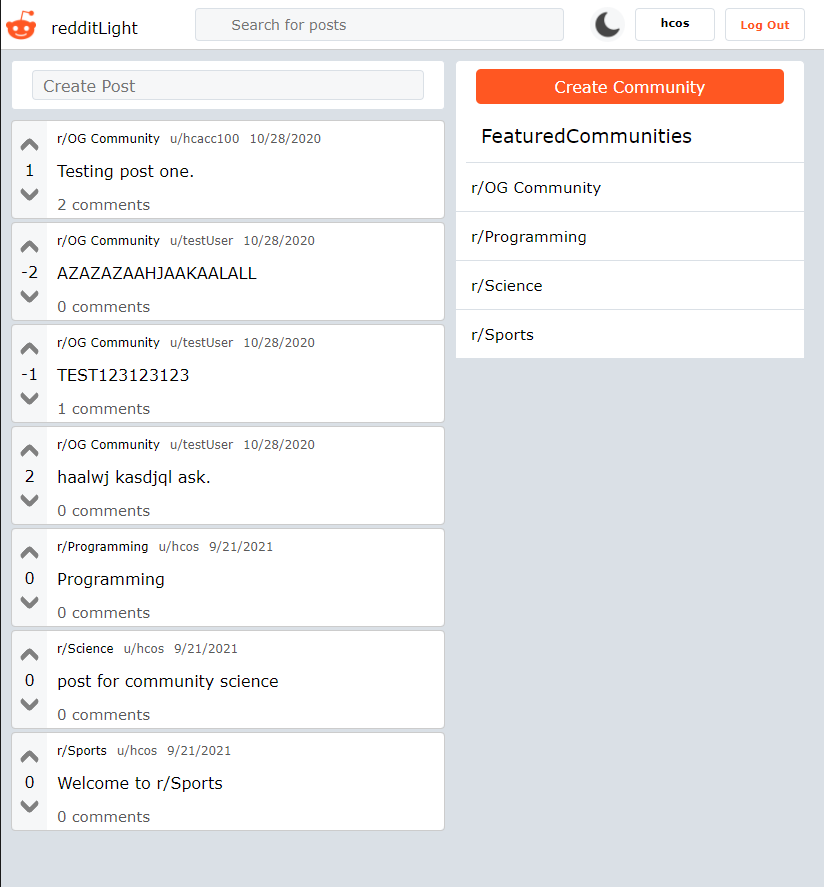 redditLight
Search for posts
hcos
Log Out
Create Post
r/OG Community u/hcacc100 10/28/2020
1
Testing post one.
2 comments
r/OG Community u/testUser 10/28/2020
-2
AZAZAZAAHJAAKAALALL
0 comments
r/OG Community u/testUser 10/28/2020
-1
TEST123123123
1 comments
r/OG Community u/testUser 10/28/2020
2
haalwj kasdjql ask.
0 comments
r/Programming u/hcos 9/21/2021
0
Programming
0 comments
r/Science u/hcos 9/21/2021
0
post for community science
0 comments
r/Sports u/hcos 9/21/2021
0
Welcome to r/Sports
0 comments
Create Community
FeaturedCommunities
r/OG Community
r/Programming
r/Science
r/Sports